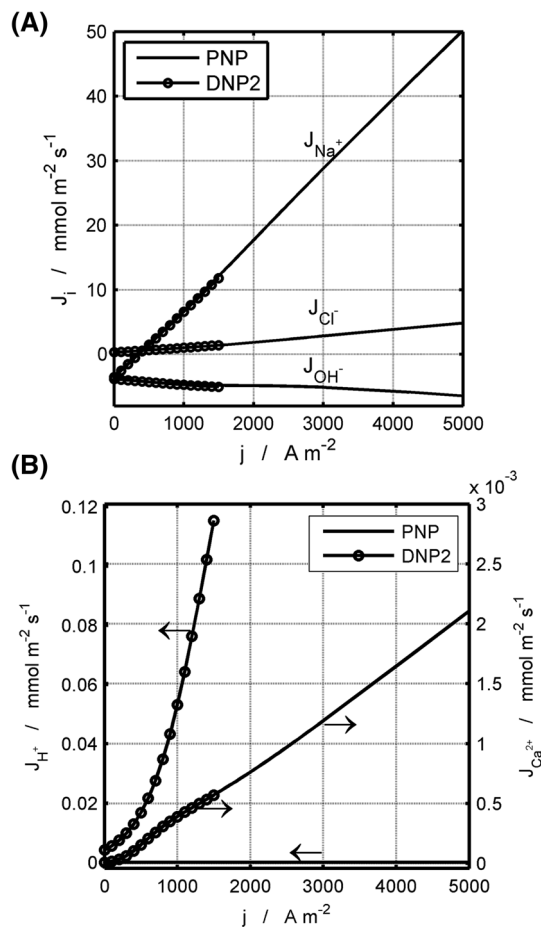 (A)
50
40
30
20
10
0
J_i / mmol m⁻² s⁻¹
PNP
DNP2
J_Na⁺
J_Cl⁻
J_OH⁻
0 1000 2000 3000 4000 5000
j / A m⁻²
(B)
x 10⁻³
0.12
0.1
0.08
0.06
0.04
0.02
0
J_H⁺ / mmol m⁻² s⁻¹
PNP
DNP2
3
2.5
2
1.5
1
0.5
0
J_Ca²⁺ / mmol m⁻² s⁻¹
0 1000 2000 3000 4000 5000
j / A m⁻²